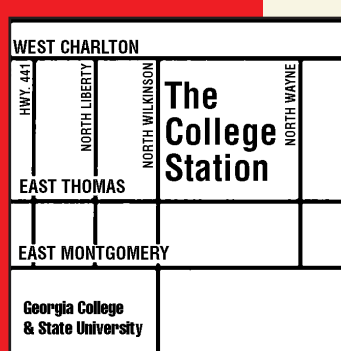 WEST CHARLTON
HWY. 441
NORTH LIBERTY
NORTH WILKINSON
The
College
Station
NORTH WAYNE
EAST THOMAS
EAST MONTGOMERY
Georgia College
& State University